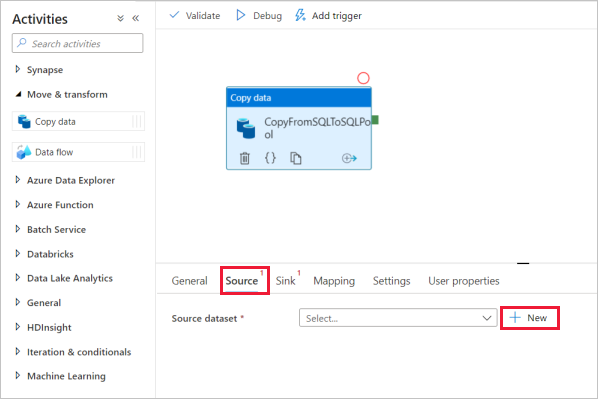 Activities
Search activities
Synapse
Move & transform
Copy data
Data flow
Azure Data Explorer
Azure Function
Batch Service
Databricks
Data Lake Analytics
General
HDInsight
Iteration & conditionals
Machine Learning
Validate Debug Add trigger
Copy data
CopyFromSQLToSQLPo
ol
General Source 1 Sink 1 Mapping Settings User properties
Source dataset * Select... New